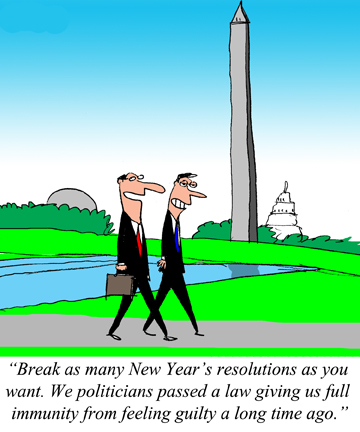 “Break as many New Year’s resolutions as you
want. We politicians passed a law giving us full
immunity from feeling guilty a long time ago.”